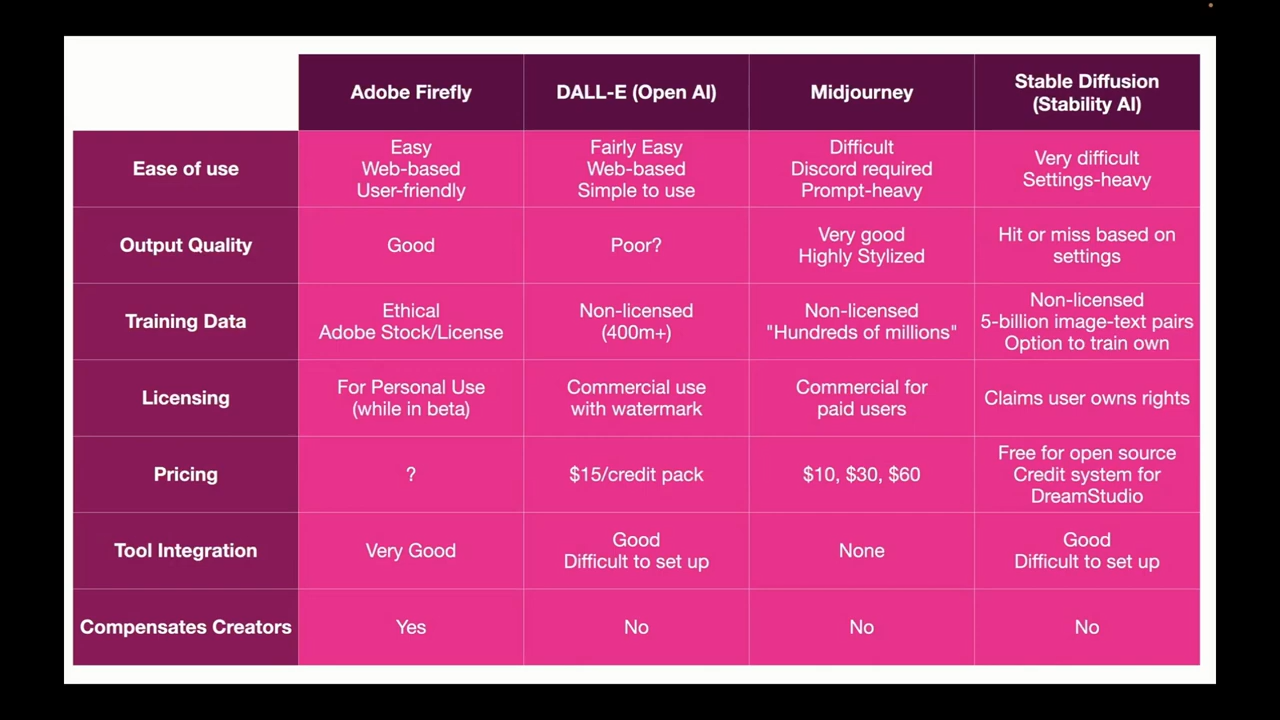 Adobe Firefly
DALL-E (Open AI)
Midjourney
Stable Diffusion
(Stability AI)
Ease of use
Easy
Web-based
User-friendly
Fairly Easy
Web-based
Simple to use
Difficult
Discord required
Prompt-heavy
Very difficult
Settings-heavy
Output Quality
Good
Poor?
Very good
Highly Stylized
Hit or miss based on
settings
Training Data
Ethical
Adobe Stock/License
Non-licensed
(400m+)
Non-licensed
"Hundreds of millions"
Non-licensed
5-billion image-text pairs
Option to train own
Licensing
For Personal Use
(while in beta)
Commercial use
with watermark
Commercial for
paid users
Claims user owns rights
Pricing
?
$15/credit pack
$10, $30, $60
Free for open source
Credit system for
DreamStudio
Tool Integration
Very Good
Good
Difficult to set up
None
Good
Difficult to set up
Compensates Creators
Yes
No
No
No